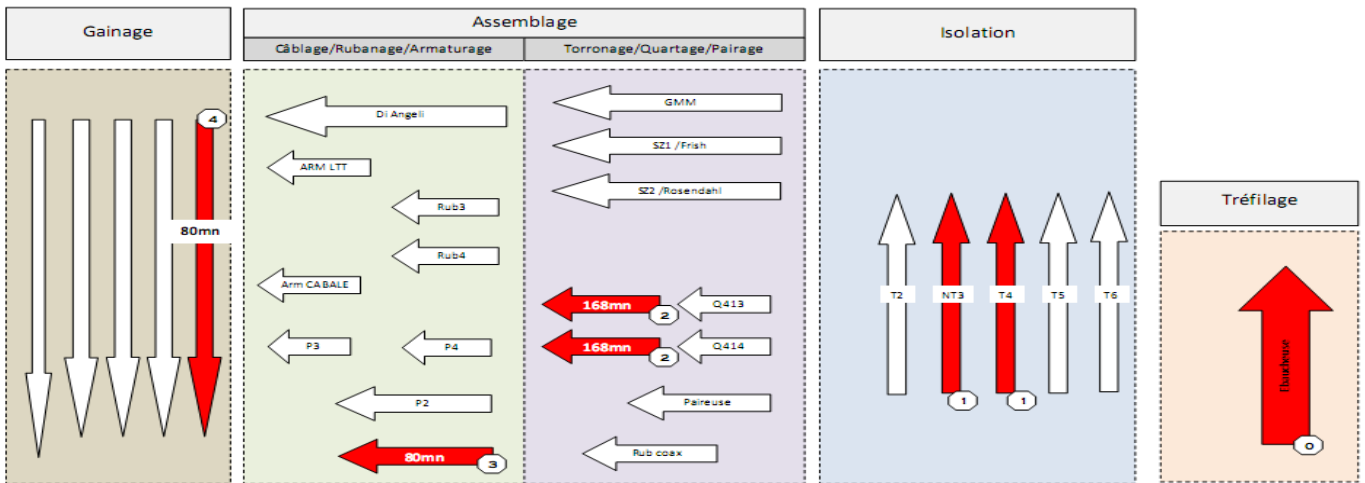 Gainage
Assemblage
Câblage/Rubanage/Armaturage
Torronage/Quartage/Pairage
Isolation
Tréfilage
4
80mn
Di Angeli
ARM LTT
Rub3
Rub4
Arm CABALE
P3
P4
P2
80mn
3
GMM
SZ1 /Frish
SZ2 /Rosendahl
168mn
2
Q413
168mn
2
Q414
Paireuse
Rub coax
T2
NT3
T4
T5
T6
1
1
Ebaucheuse
0